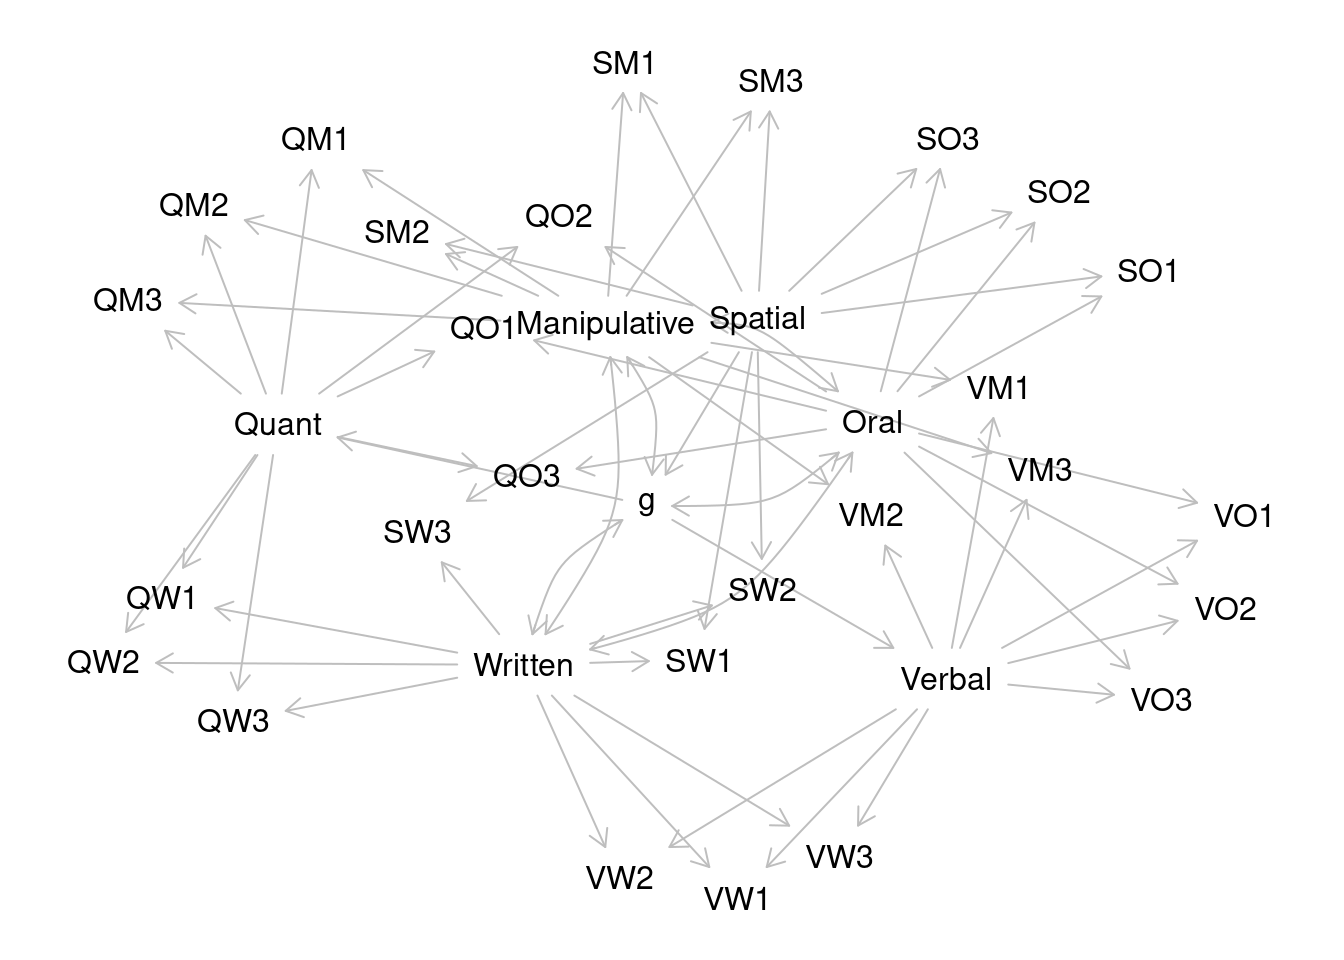 SM1
SM3
QM1
SO3
QM2
SO2
SM2
QO2
SO1
QM3
QO1
Manipulative
Spatial
VM1
Quant
Oral
QO3
VM3
g
VM2
VO1
SW3
SW2
QW1
VO2
QW2
Written
SW1
Verbal
VO3
QW3
VW3
VW2
VW1